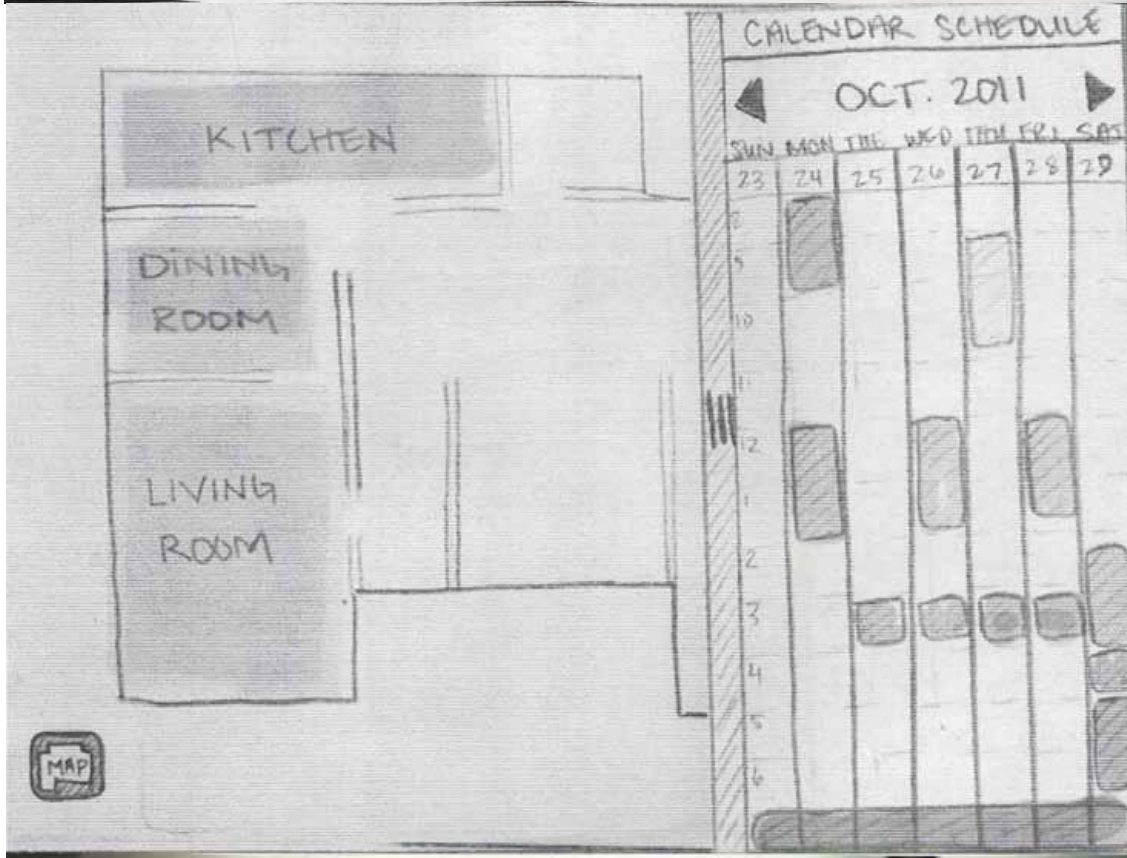 KITCHEN
DINING
ROOM
LIVING
ROOM
MAP
CALENDAR SCHEDULE
OCT. 2011
SUN MON TUE WED THU FRI SAT
23 24 25 26 27 28 29
9
10
11
12
1
2
3
4
5
6